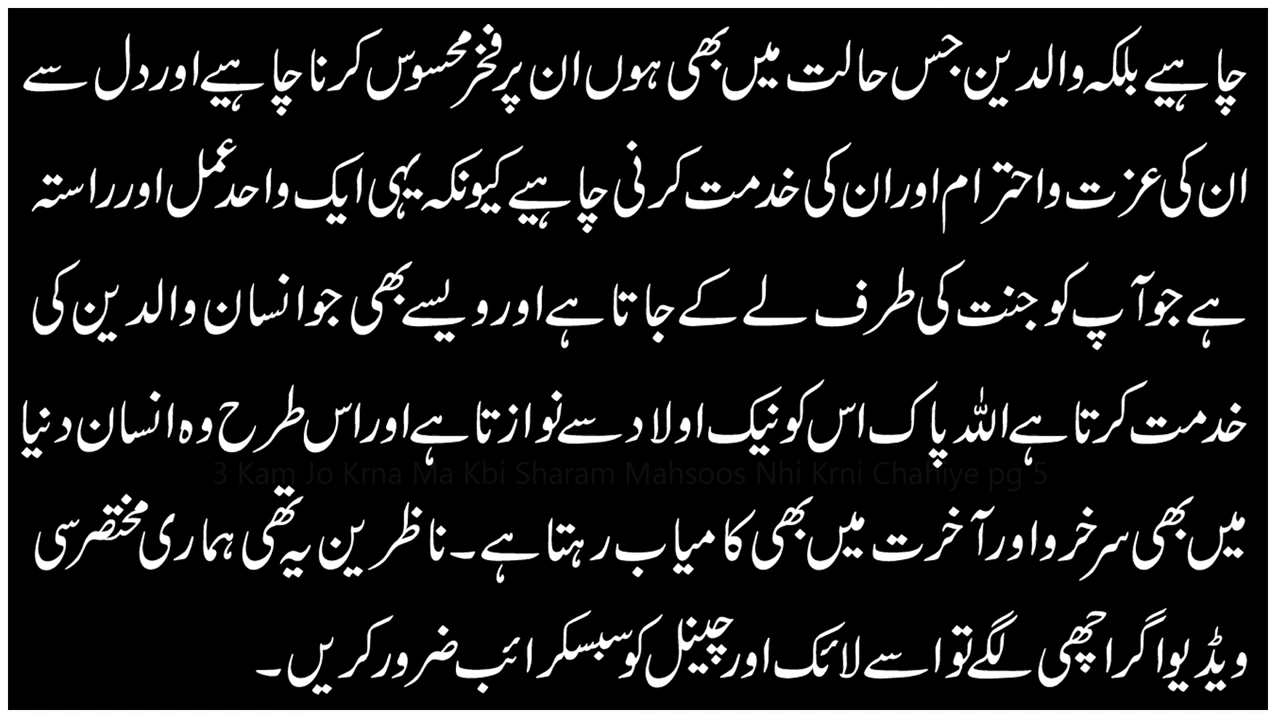 چاہیے بلکہ والدین جس حالت میں بھی ہوں ان پر فخر محسوس کرنا چاہیے اور دل سے
ان کی عزت و احترام اور ان کی خدمت کرنی چاہیے کیونکہ یہی ایک واحد عمل اور راستہ
ہے جو آپ کو جنت کی طرف لے کے جاتا ہے اور ویسے بھی جو انسان والدین کی
خدمت کرتا ہے اللہ پاک اس کو نیک اولاد سے نوازتا ہے اور اس طرح وہ انسان دنیا
3 Kam Jo Krna Ma Kbi Sharam Mahsoos Nhi Krni Chahiye pg 5
میں بھی سرخرو اور آخرت میں بھی کامیاب رہتا ہے۔ ناظرین یہ تھی ہماری مختصر سی
ویڈیو اگر اچھی لگے تو اسے لائک اور چینل کو سبسکرائب ضرور کریں۔